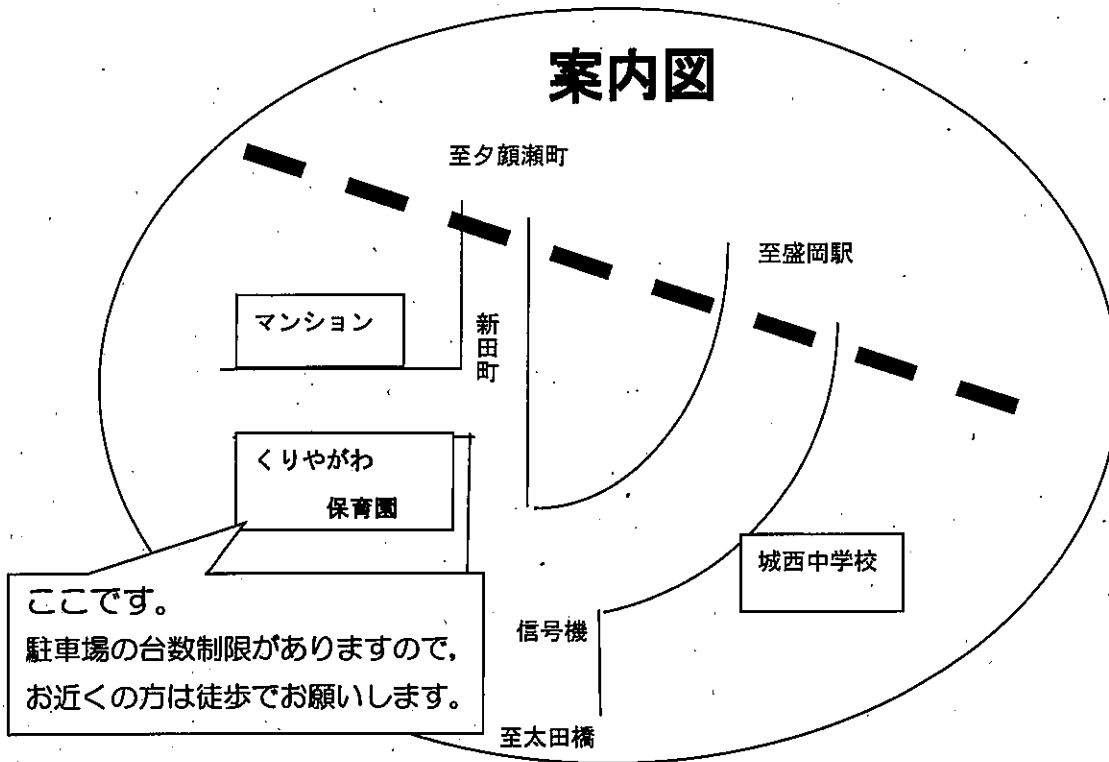 案内図
至夕顔瀬町
至盛岡駅
マンション
新田町
くりやがわ
保育園
城西中学校
ここです。
駐車場の台数制限がありますので,
お近くの方は徒歩でお願いします。
信号機
至太田橋